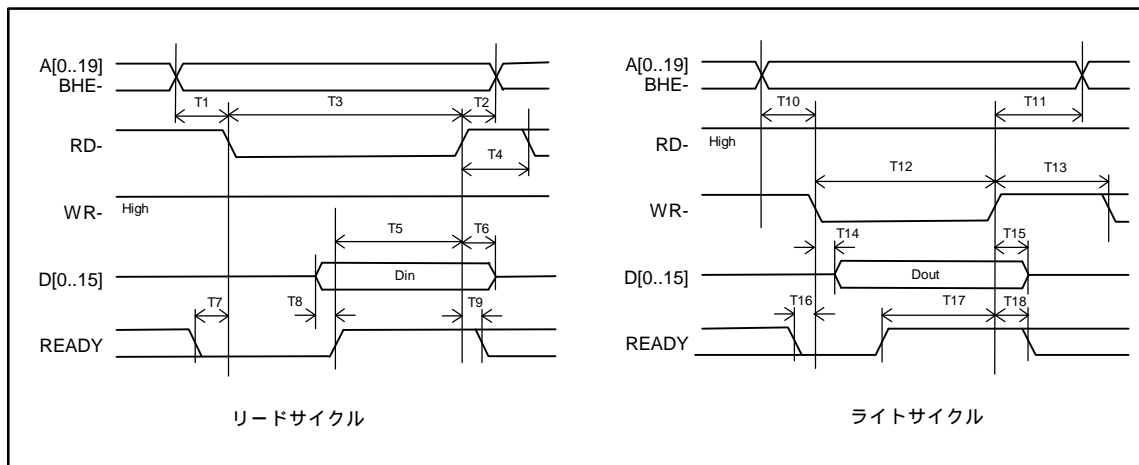 A[0..19]
BHE-
T1
T3
T2
RD-
T4
WR-
High
T5
T6
D[0..15]
Din
T7
T8
T9
READY
リードサイクル
A[0..19]
BHE-
T10
T11
RD-
High
T12
T13
WR-
T14
T15
D[0..15]
Dout
T16
T17
T18
READY
ライトサイクル